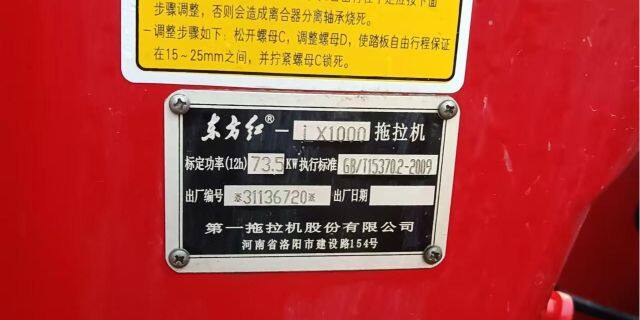 步骤调整，否则会造成离合器分离轴承烧死。
－调整步骤如下：松开螺母C，调整螺母D，使踏板自由行程保证
在15～25mm之间，并拧紧螺母C锁死。
东方红®－LX1000拖拉机
标定功率(12h)73.5KW执行标准GB/T15370.2-2009
出厂编号※31136720※出厂日期
第一拖拉机股份有限公司
河南省洛阳市建设路154号